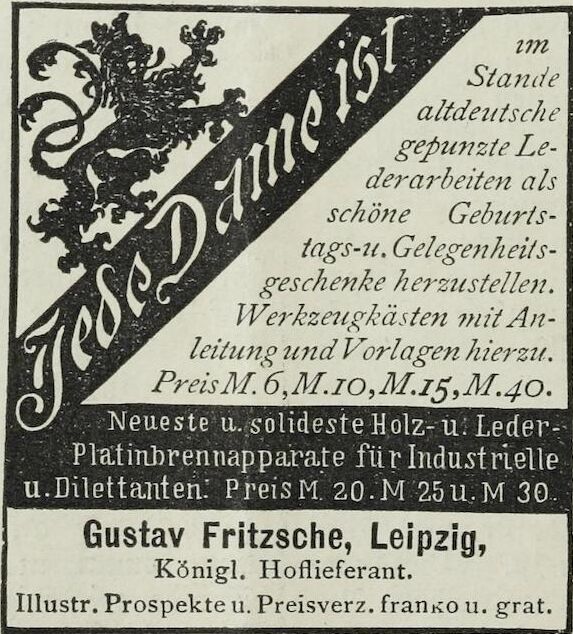 Jede Dame ist
im
Stande
altdeutsche
gepunzte Le-
derarbeiten als
schöne Geburts-
tags-u. Gelegenheits-
geschenke herzustellen.
Werkzeugkästen mit An-
leitung und Vorlagen hierzu.
Preis M. 6, M. 10, M. 15, M. 40.
Neueste u. solideste Holz- u. Leder-
Platinbrennapparate für Industrielle
u. Dilettanten. Preis M. 20. M 25 u. M 30.
Gustav Fritzsche, Leipzig,
Königl. Hoflieferant.
Illustr. Prospekte u. Preisverz. franko u. grat.